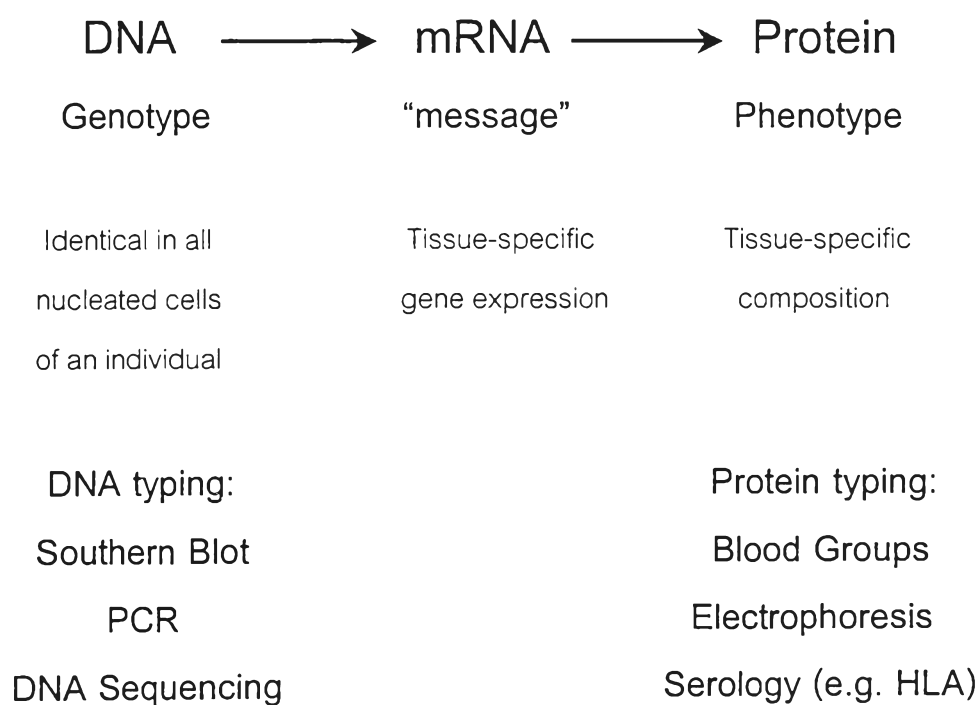 DNA mRNA Protein
Genotype "message" Phenotype
Identical in all Tissue-specific Tissue-specific
nucleated cells gene expression composition
of an individual
DNA typing: Protein typing:
Southern Blot Blood Groups
PCR Electrophoresis
DNA Sequencing Serology (e.g. HLA)